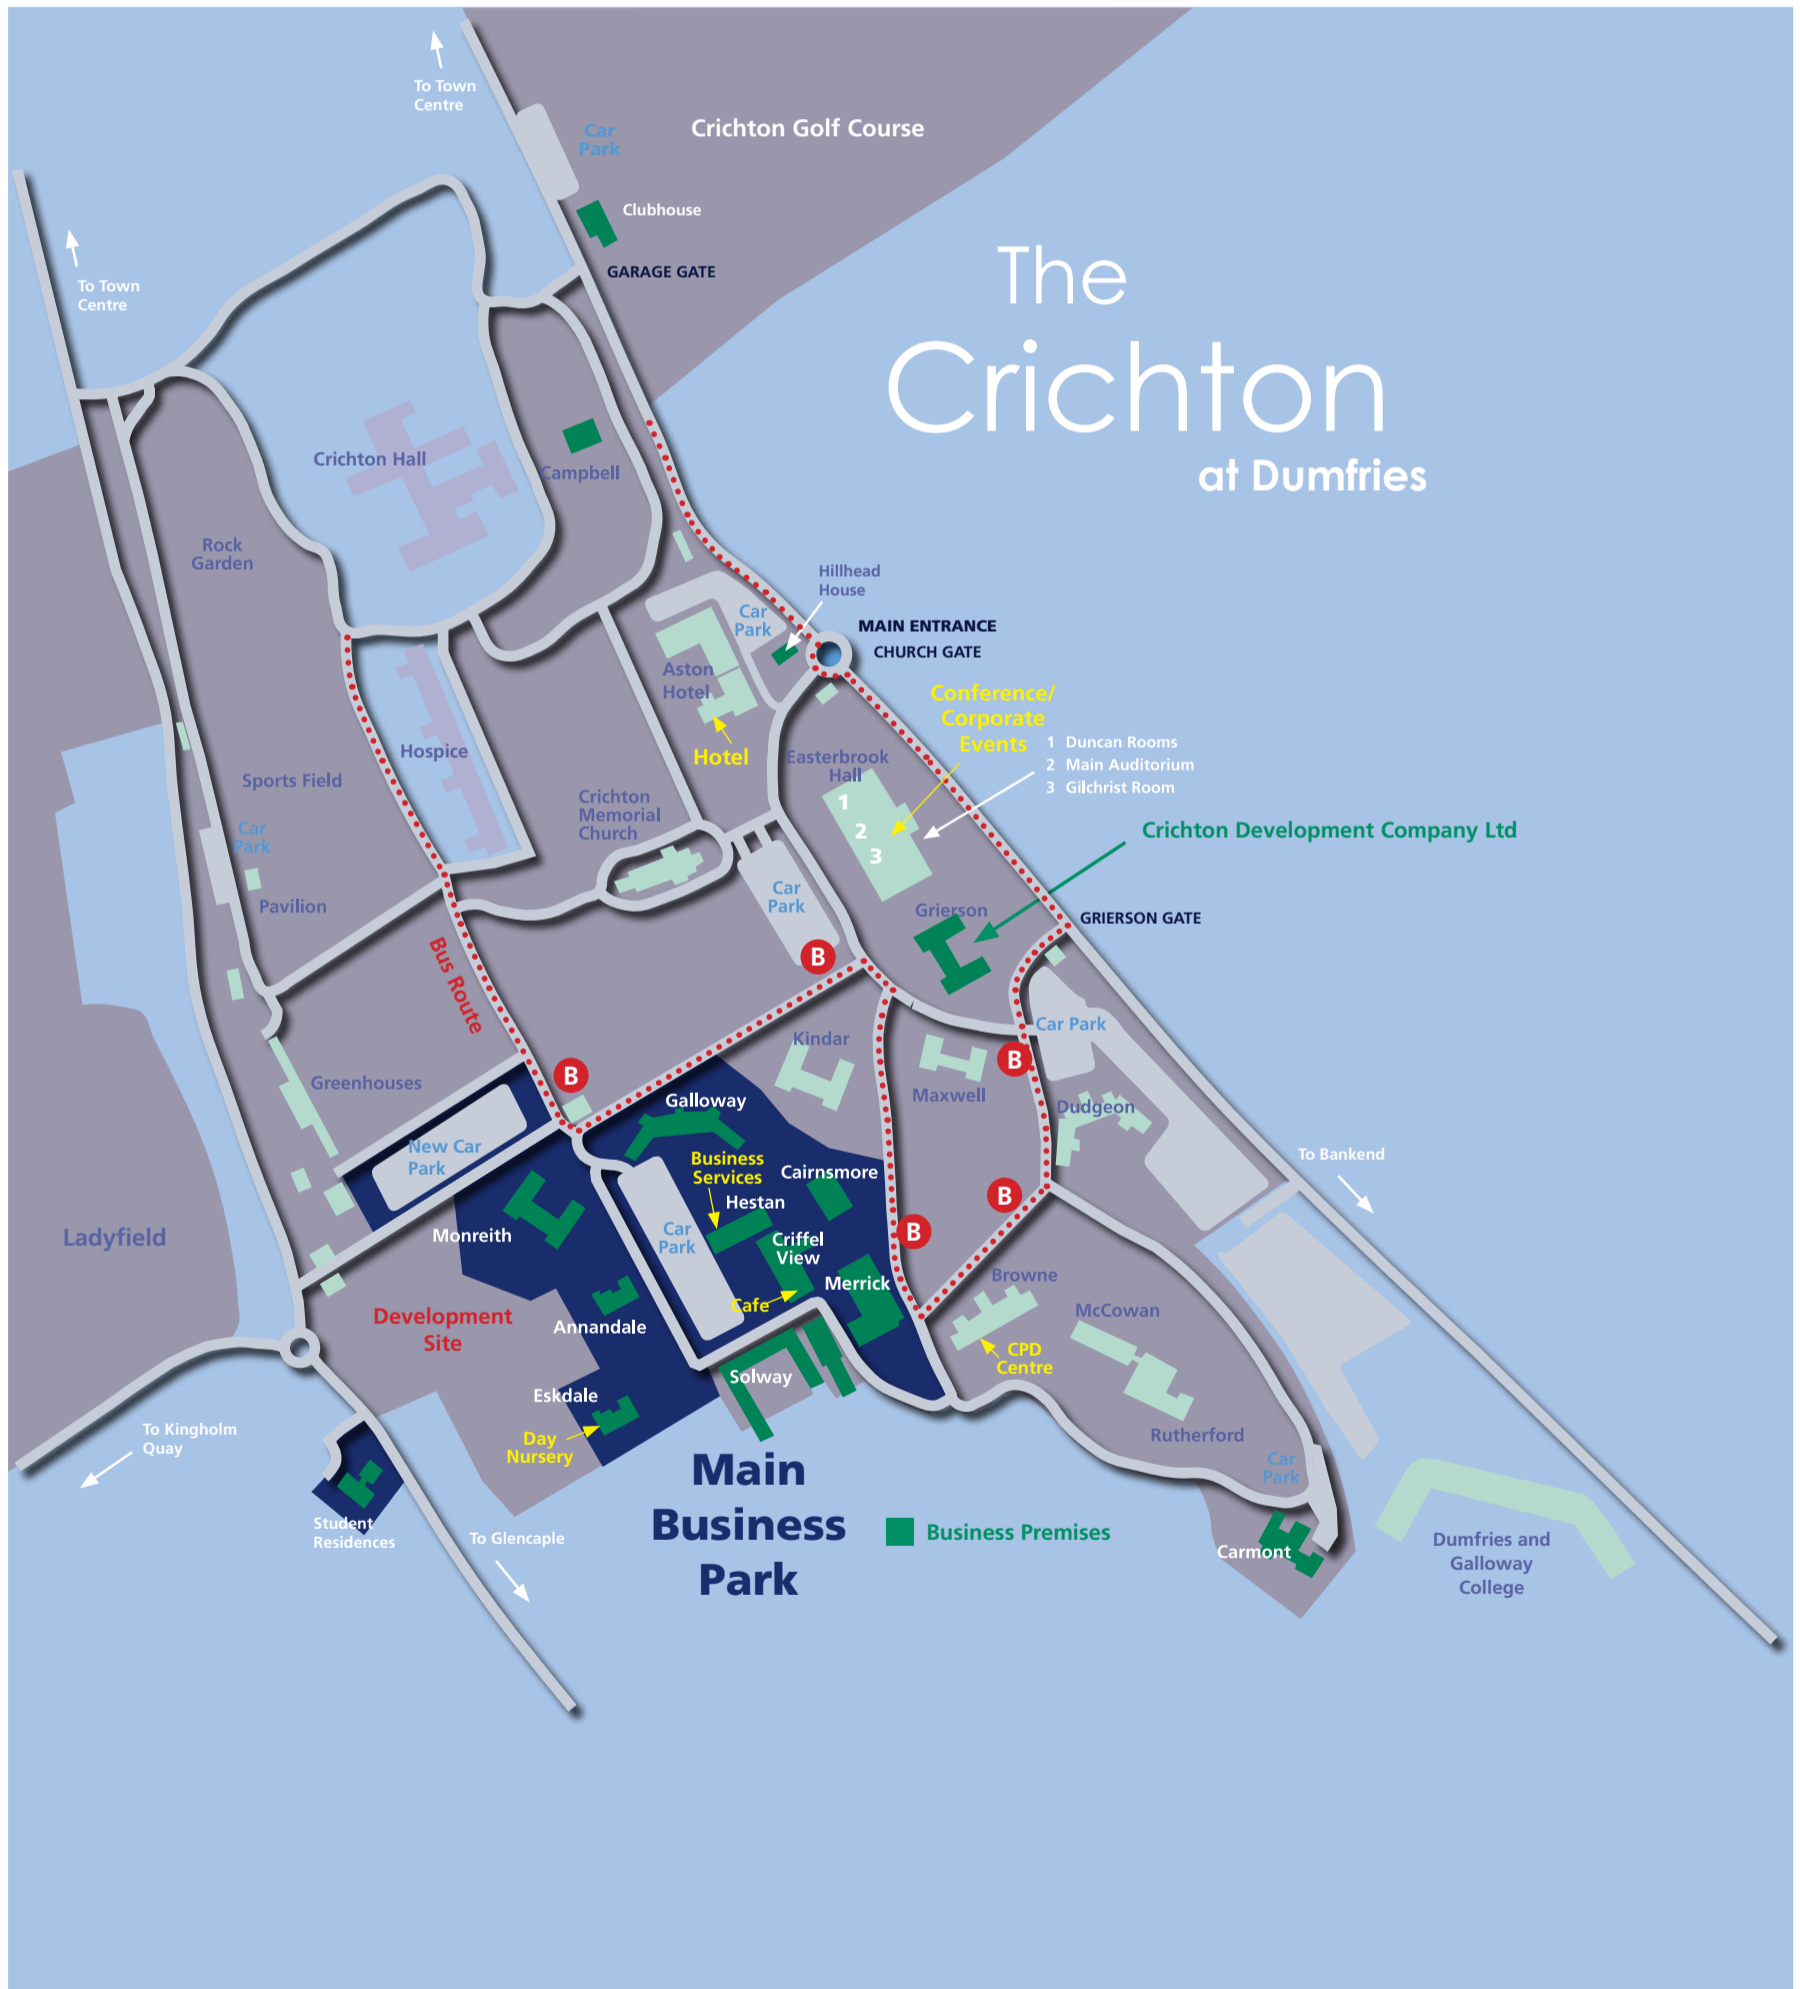 To Town
Centre
Car
Park
Crichton Golf Course
Clubhouse
GARAGE GATE
To Town
Centre
The
Crichton
at Dumfries
Crichton Hall
Campbell
Rock
Garden
Hillhead
House
Car
Park
MAIN ENTRANCE
CHURCH GATE
Aston
Hotel
Hotel
Conference/
Corporate
Events
1 Duncan Rooms
2 Main Auditorium
3 Gilchrist Room
Easterbrook
Hall
1
2
3
Hospice
Sports Field
Crichton
Memorial
Church
Car
Park
Pavilion
Crichton Development Company Ltd
Car
Park
Grierson
GRIERSON GATE
B
Bus Route
Car Park
Kindar
B
Maxwell
B
Greenhouses
Dudgeon
Galloway
New Car
Park
Business
Services
Cairnsmore
To Bankend
Hestan
B
Ladyfield
Monreith
Car
Park
Criffel
View
B
Merrick
Browne
Cafe
McCowan
Development
Site
Annandale
CPD
Centre
Solway
Eskdale
Day
Nursery
To Kingholm
Quay
Rutherford
Car
Park
Main
Business
Park
Student
Residences
To Glencaple
Business Premises
Carmont
Dumfries and
Galloway
College